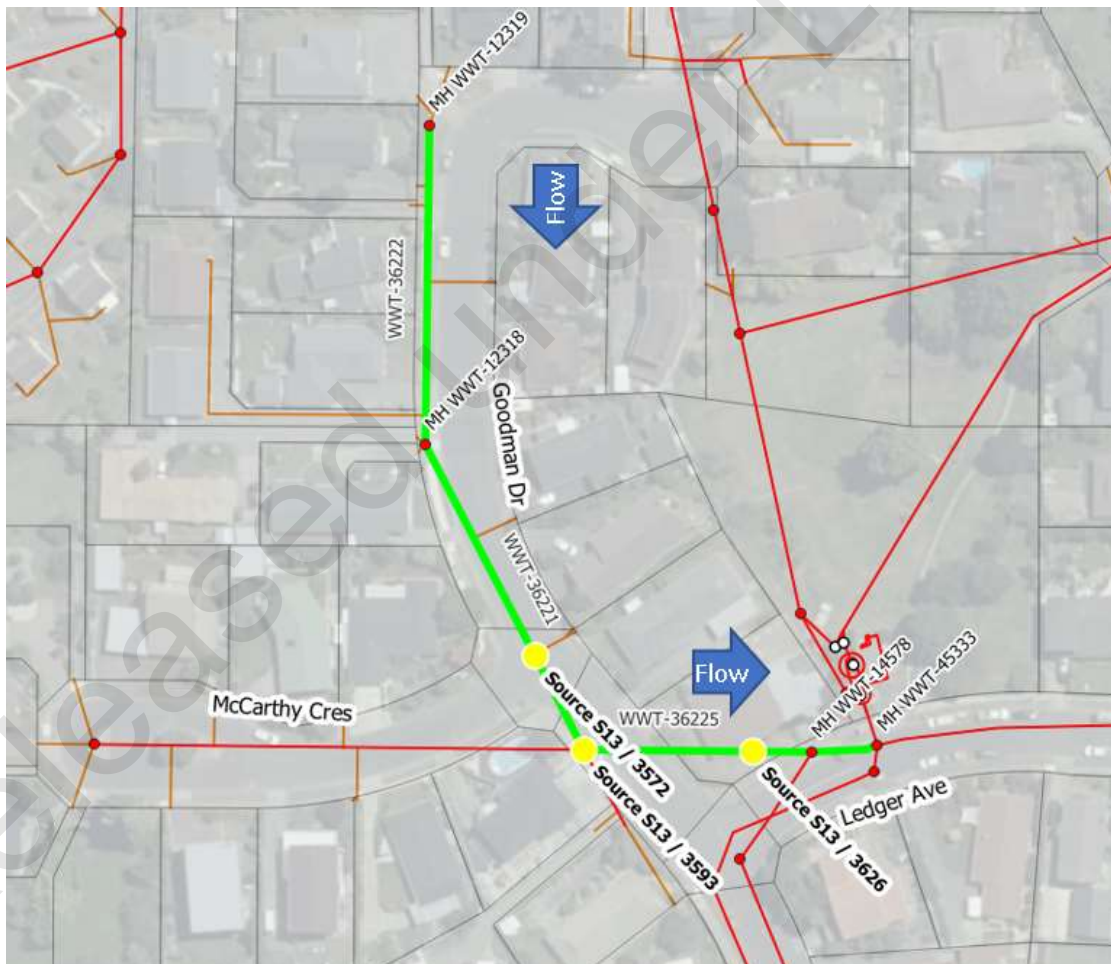 MH WWT-12319
Flow
WWT-36222
MH WWT-12318
Goodman Dr
WWT-36221
McCarthy Cres
Source S13 / 3572
Source S13 / 3593
WWT-36225
Flow
MH WWT-14578
MH WWT-45333
Source S13 / 3626
Ledger Ave
Released under L